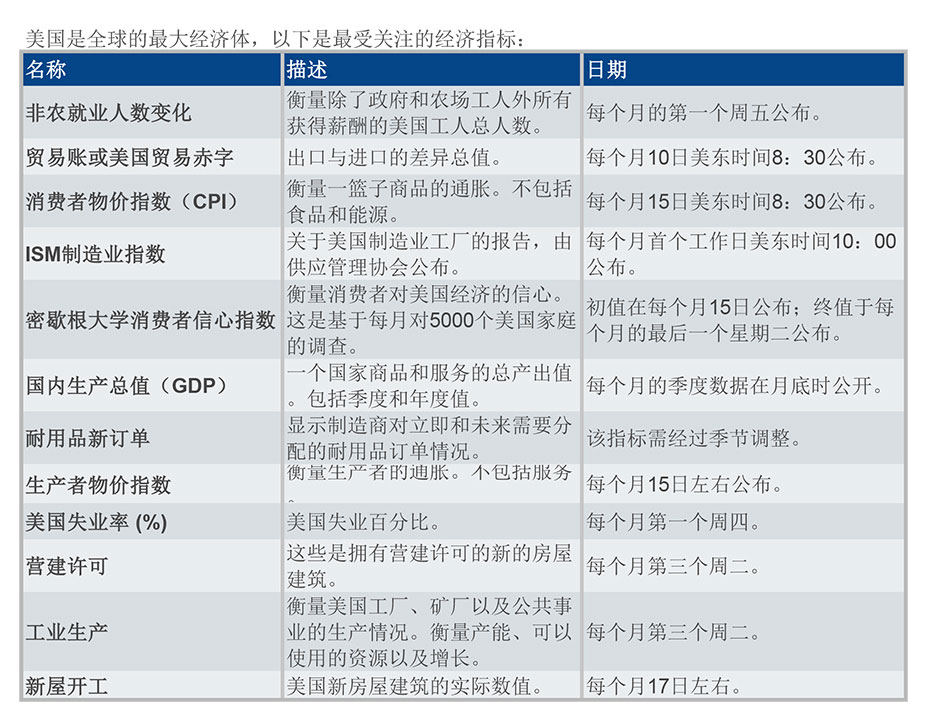 美国是全球的最大经济体，以下是最受关注的经济指标：
名称 描述 日期
非农就业人数变化
衡量除了政府和农场工人外所有
获得薪酬的美国工人总人数。
每个月的第一个周五公布。
贸易账或美国贸易赤字
出口与进口的差异总值。
每个月10日美东时间8：30公布。
消费者物价指数（CPI）
衡量一篮子商品的通胀。不包括
食品和能源。
每个月15日美东时间8：30公布。
ISM制造业指数
关于美国制造业工厂的报告，由
供应管理协会公布。
每个月首个工作日美东时间10：00
公布。
密歇根大学消费者信心指数
衡量消费者对美国经济的信心。
这是基于每月对5000个美国家庭
的调查。
初值在每个月15日公布；终值于每
个月的最后一个星期二公布。
国内生产总值（GDP）
一个国家商品和服务的总产出值
。包括季度和年度值。
每个月的季度数据在月底时公开。
耐用品新订单
显示制造商对立即和未来需要分
配的耐用品订单情况。
该指标需经过季节调整。
生产者物价指数
衡量生产者的通胀。不包括服务
。
每个月15日左右公布。
美国失业率 (%)
美国失业百分比。
每个月第一个周四。
营建许可
这些是拥有营建许可的新的房屋
建筑。
每个月第三个周二。
工业生产
衡量美国工厂、矿厂以及公共事
业的生产情况。衡量产能、可以
使用的资源以及增长。
每个月第三个周二。
新屋开工
美国新房屋建筑的实际数值。
每个月17日左右。